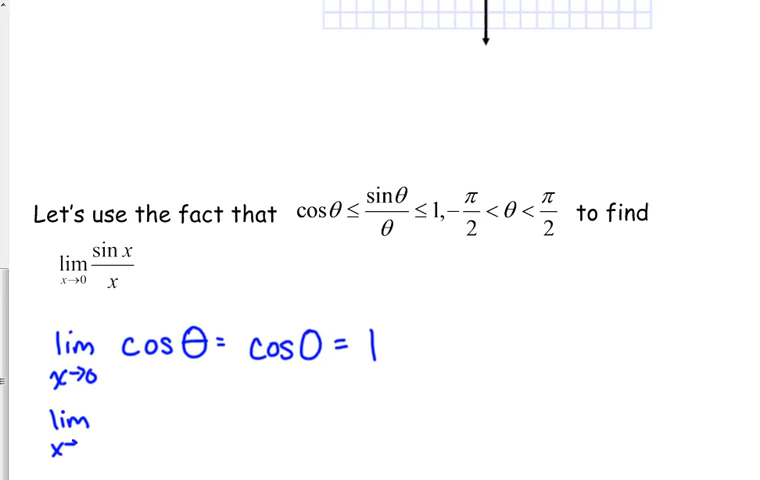 Let's use the fact that cosθ ≤ sinθ/θ ≤ 1, −π/2 < θ < π/2 to find
lim x→0 sin x/x
lim x→0 cosθ = cos0 = 1
lim x→